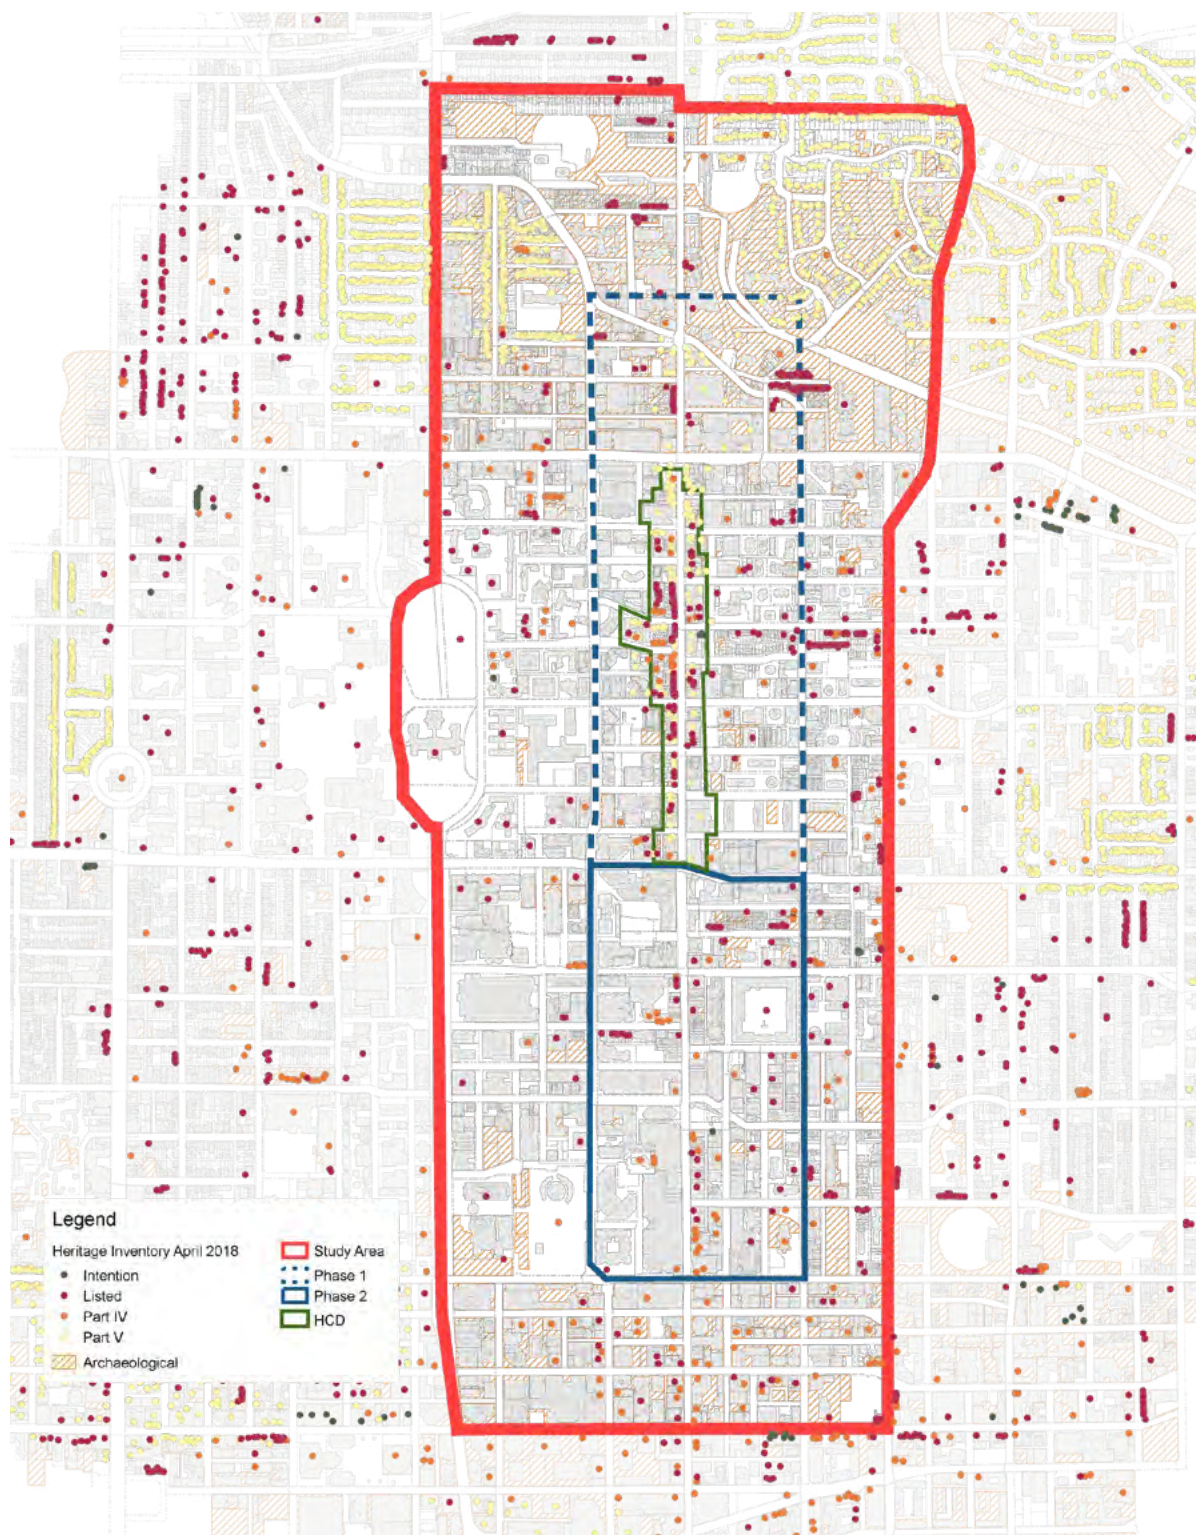 Legend
Heritage Inventory April 2018
Intention
Listed
Part IV
Part V
Archaeological
Study Area
Phase 1
Phase 2
HCD